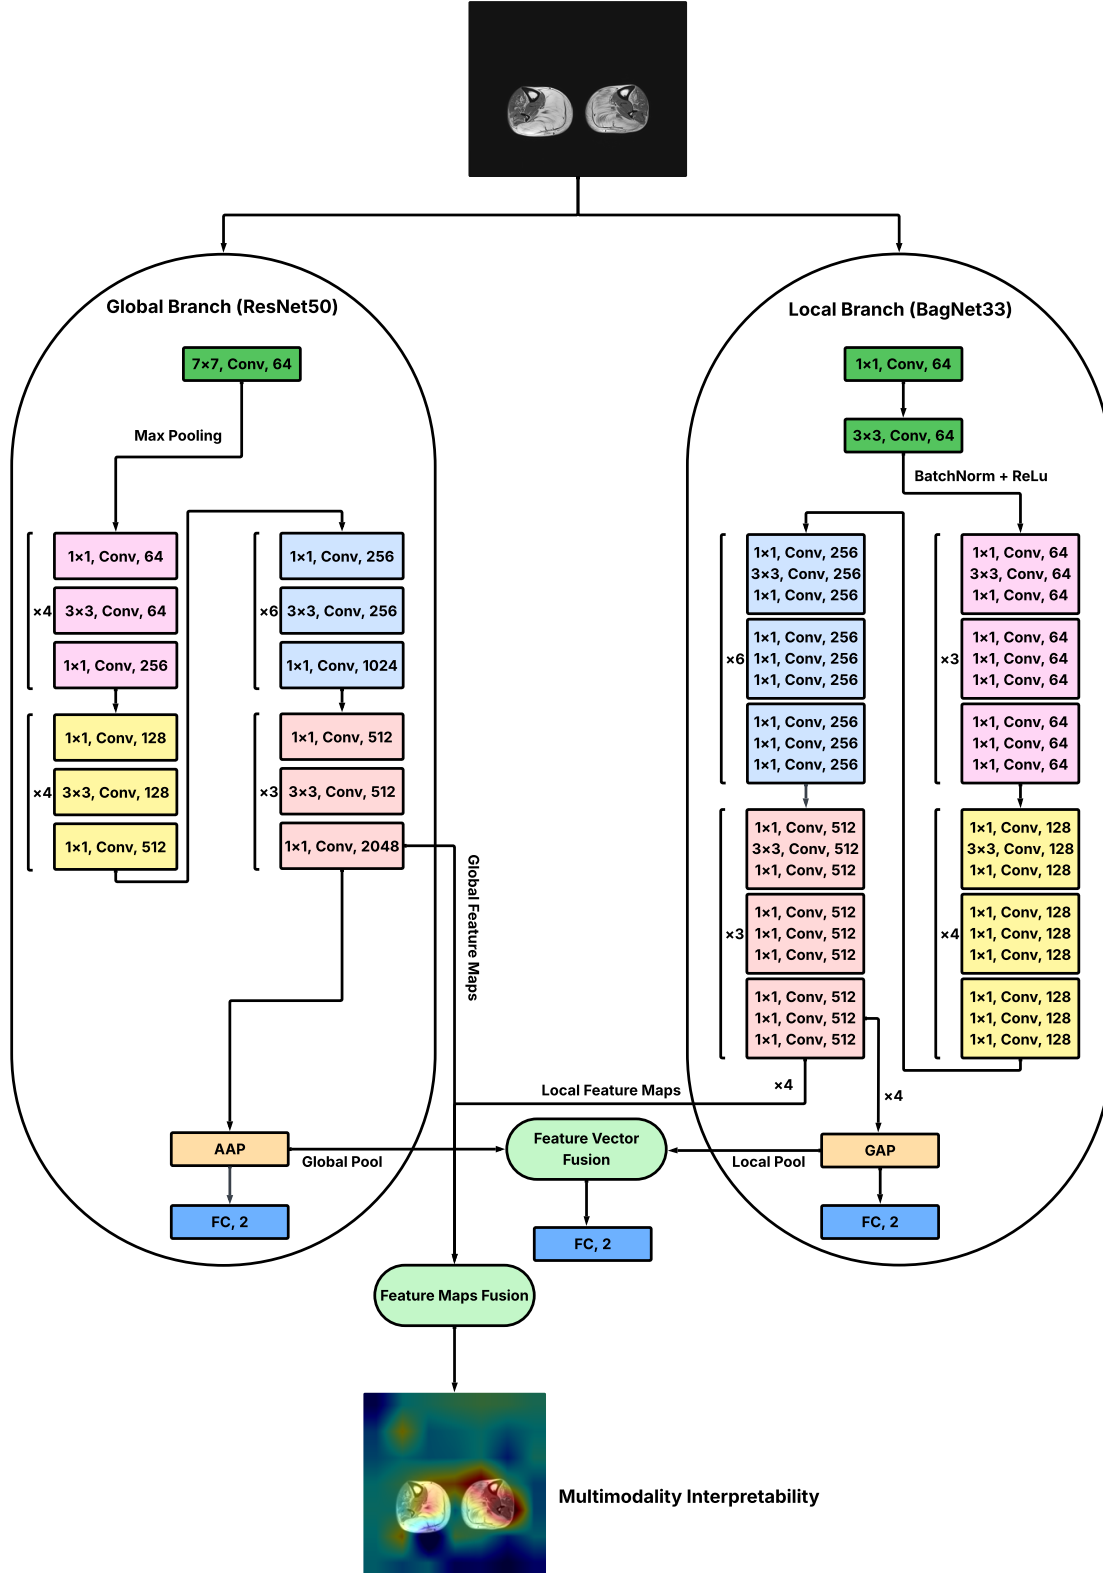 Global Branch (ResNet50)
7×7, Conv, 64
Max Pooling
×4
1×1, Conv, 64
3×3, Conv, 64
1×1, Conv, 256
×4
1×1, Conv, 128
3×3, Conv, 128
1×1, Conv, 512
×6
1×1, Conv, 256
3×3, Conv, 256
1×1, Conv, 1024
×3
1×1, Conv, 512
3×3, Conv, 512
1×1, Conv, 2048
Global Feature Maps
AAP
Global Pool
FC, 2
Local Branch (BagNet33)
1×1, Conv, 64
3×3, Conv, 64
BatchNorm + ReLu
×3
1×1, Conv, 64
3×3, Conv, 64
1×1, Conv, 64
1×1, Conv, 64
1×1, Conv, 64
1×1, Conv, 64
1×1, Conv, 64
1×1, Conv, 64
1×1, Conv, 64
×4
1×1, Conv, 128
3×3, Conv, 128
1×1, Conv, 128
1×1, Conv, 128
1×1, Conv, 128
1×1, Conv, 128
1×1, Conv, 128
1×1, Conv, 128
1×1, Conv, 128
×6
1×1, Conv, 256
3×3, Conv, 256
1×1, Conv, 256
1×1, Conv, 256
1×1, Conv, 256
1×1, Conv, 256
1×1, Conv, 256
1×1, Conv, 256
1×1, Conv, 256
×3
1×1, Conv, 512
3×3, Conv, 512
1×1, Conv, 512
1×1, Conv, 512
1×1, Conv, 512
1×1, Conv, 512
1×1, Conv, 512
1×1, Conv, 512
1×1, Conv, 512
×4
×4
Local Feature Maps
GAP
Local Pool
FC, 2
Feature Vector
Fusion
FC, 2
Feature Maps Fusion
Multimodality Interpretability